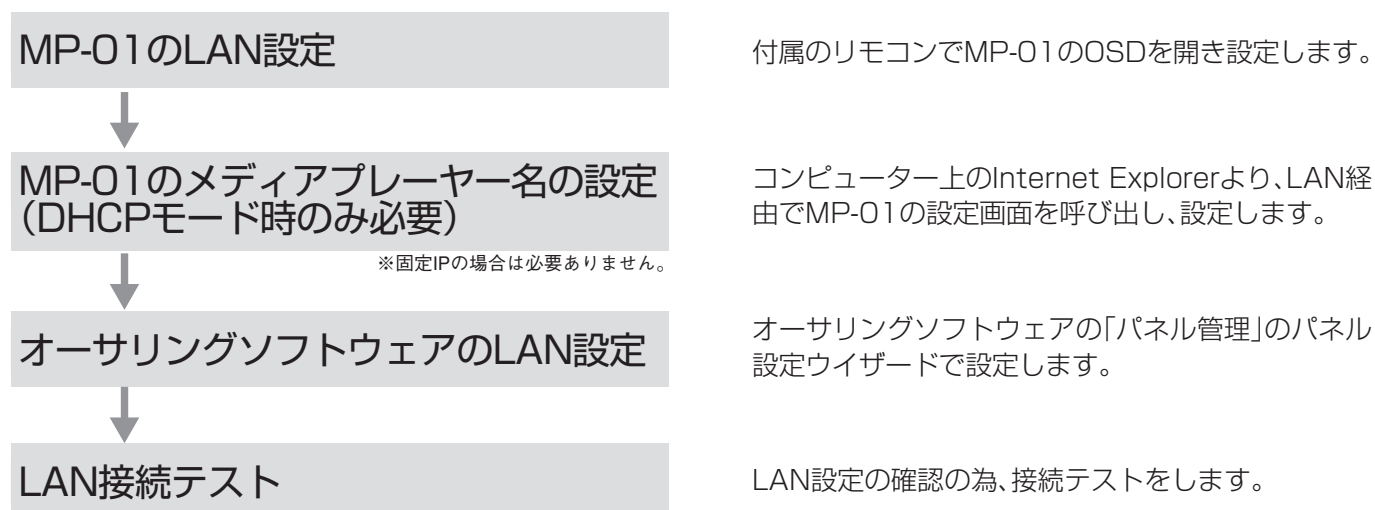 MP-01のLAN設定
付属のリモコンでMP-01のOSDを開き設定します。
MP-01のメディアプレーヤー名の設定
（DHCPモード時のみ必要）
コンピューター上のInternet Explorerより、LAN経
由でMP-01の設定画面を呼び出し、設定します。
※固定IPの場合は必要ありません。
オーサリングソフトウェアのLAN設定
オーサリングソフトウェアの「パネル管理」のパネル
設定ウイザードで設定します。
LAN接続テスト
LAN設定の確認の為、接続テストをします。